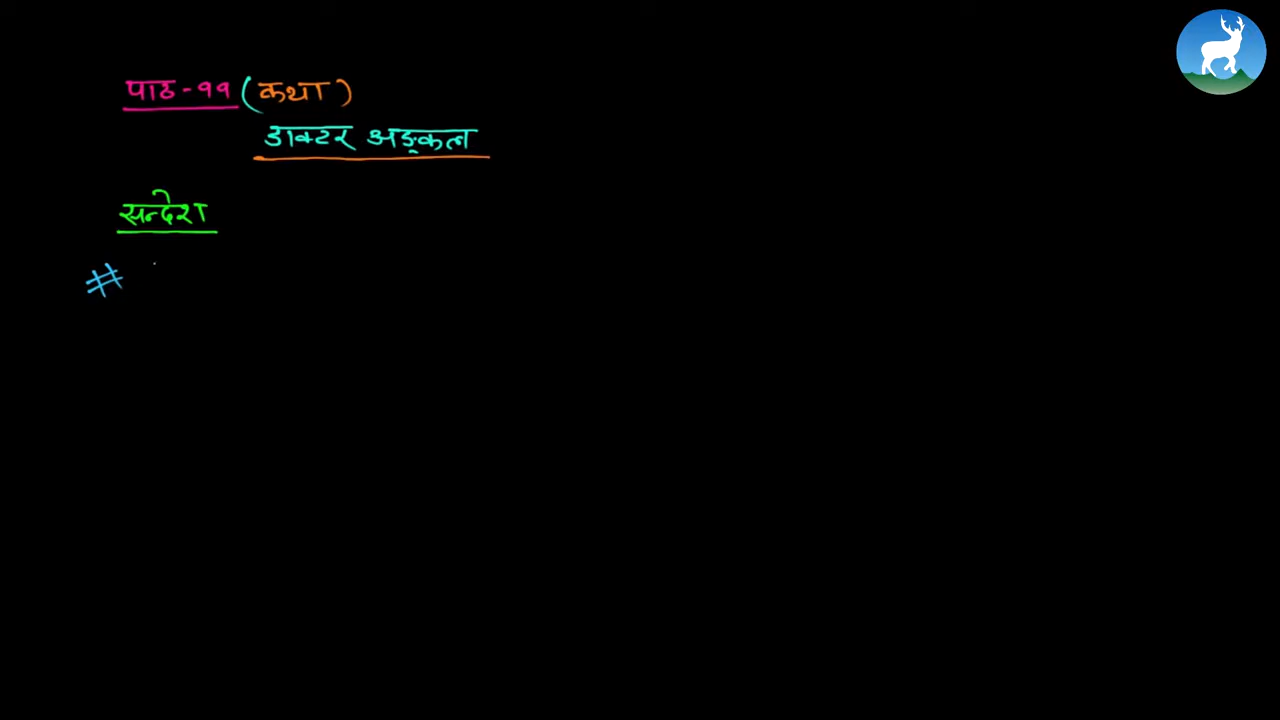 पाठ - ११ (कथा)
डाक्टर अङ्कल
सन्देश
#